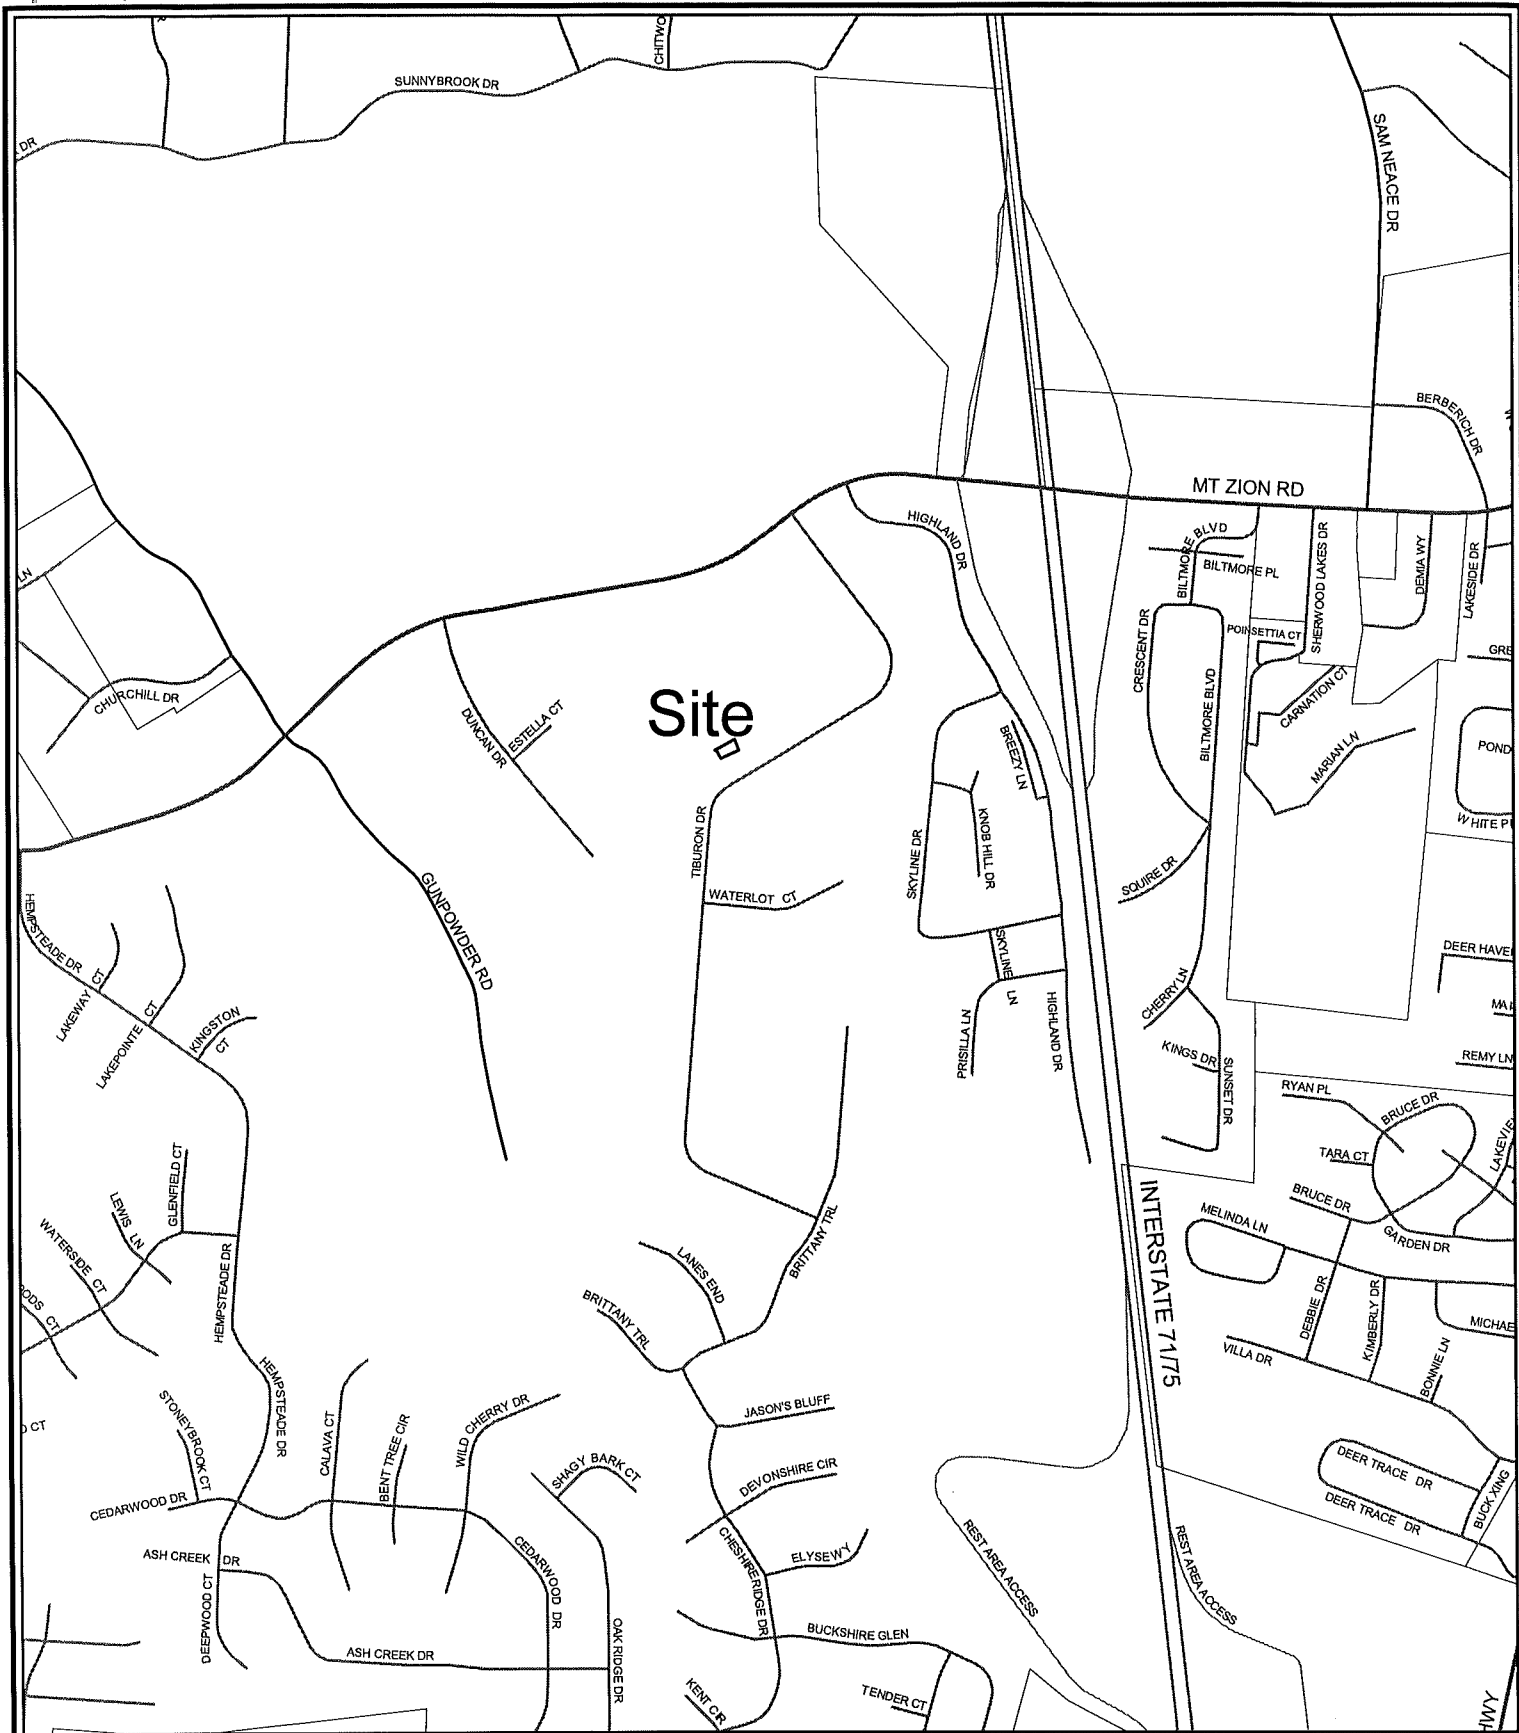 CHITWO
SUNNYBROOK DR
DR
SAM NEACE DR
BERBERICH DR
MT ZION RD
HIGHLAND DR
BILTMORE BLVD
BILTMORE PL
SHERWOOD LAKES DR
DEMIA WY
LAKESIDE DR
LN
POINSETTIA CT
CRESCENT DR
GRE
CHURCHILL DR
Site
DUNCAN DR
ESTELLA CT
BREEZY LN
BILTMORE BLVD
CARNATION CT
MARIAN LN
POND
WHITE P
TIBURON DR
SKYLINE DR
KNOB HILL DR
SQUIRE DR
WATERLOT CT
GUNPOWDER RD
HEMPSTEADE DR
LAKEWAY CT
LAKEPOINTE CT
KINGSTON CT
SKYLINE LN
HIGHLAND DR
PRISILLA LN
CHERRY LN
KINGS DR
SUNSET DR
DEER HAVE
MA
REMY LN
RYAN PL
BRUCE DR
TARA CT
LAKEVIE
BRUCE DR
GARDEN DR
MELINDA LN
INTERSTATE 71/75
GLENFIELD CT
LEWIS LN
WATERSIDE CT
ODS CT
HEMPSTEADE DR
LANES END
BRITTANY TRL
BRITTANY TRL
DEBBIE DR
KIMBERLY DR
MICHAE
VILLA DR
BONNIE LN
HEMPSTEADE DR
STONEYBROOK CT
CALAVA CT
BENT TREE CIR
WILD CHERRY DR
JASON'S BLUFF
D CT
SHAGY BARK CT
DEVONSHIRE CIR
DEER TRACE DR
DEER TRACE DR
BUCK XING
CEDARWOOD DR
ASH CREEK DR
CEDARWOOD DR
CHESHIRE RIDGE DR
ELYSE WY
REST AREA ACCESS
REST AREA ACCESS
DEEPWOOD CT
ASH CREEK DR
OAK RIDGE DR
BUCKSHIRE GLEN
KENT CIR
TENDER CT
HWY